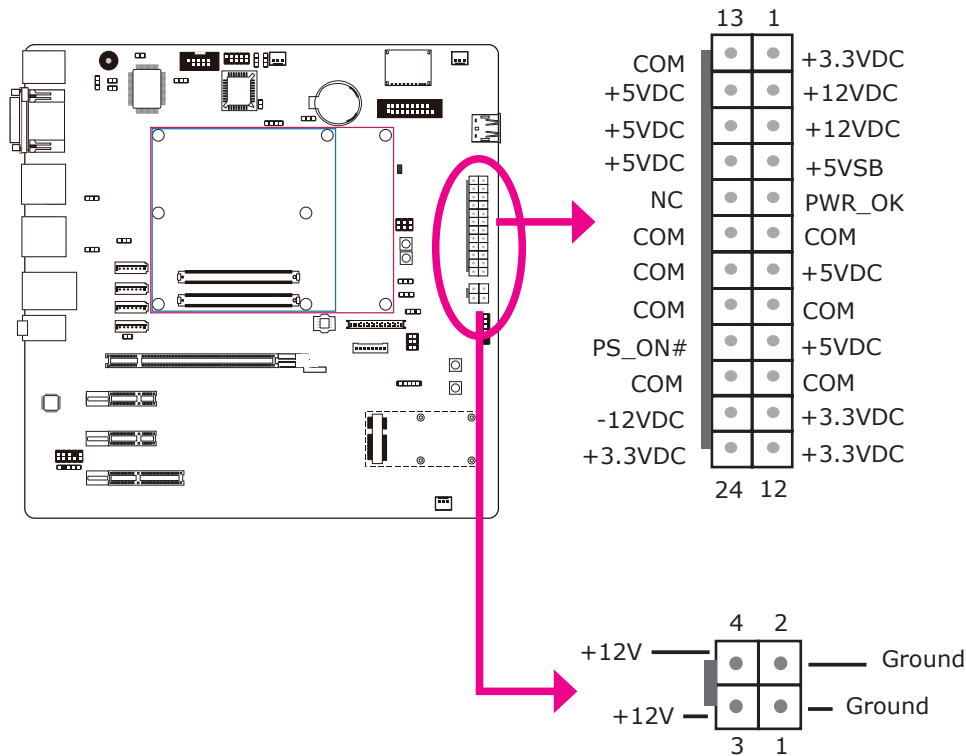 13 1
COM +3.3VDC
+5VDC +12VDC
+5VDC +12VDC
+5VDC +5VSB
NC PWR_OK
COM COM
COM +5VDC
COM COM
PS_ON# +5VDC
COM COM
-12VDC +3.3VDC
+3.3VDC +3.3VDC
24 12
4 2
+12V Ground
+12V Ground
3 1